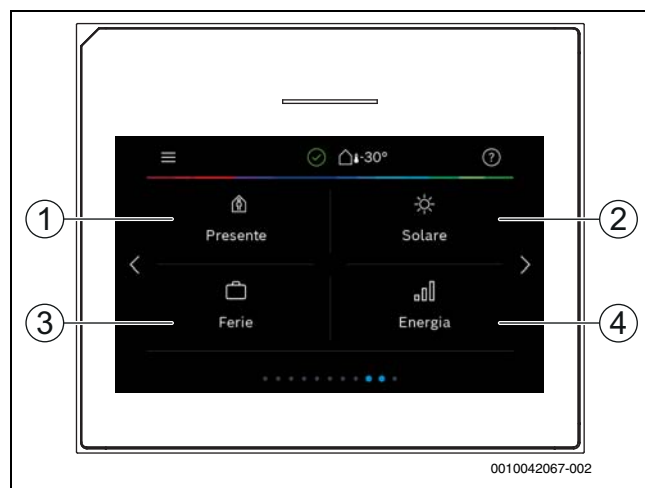 -30°
?
1
Presente
Solare
2
3
Ferie
Energia
4
0010042067-002